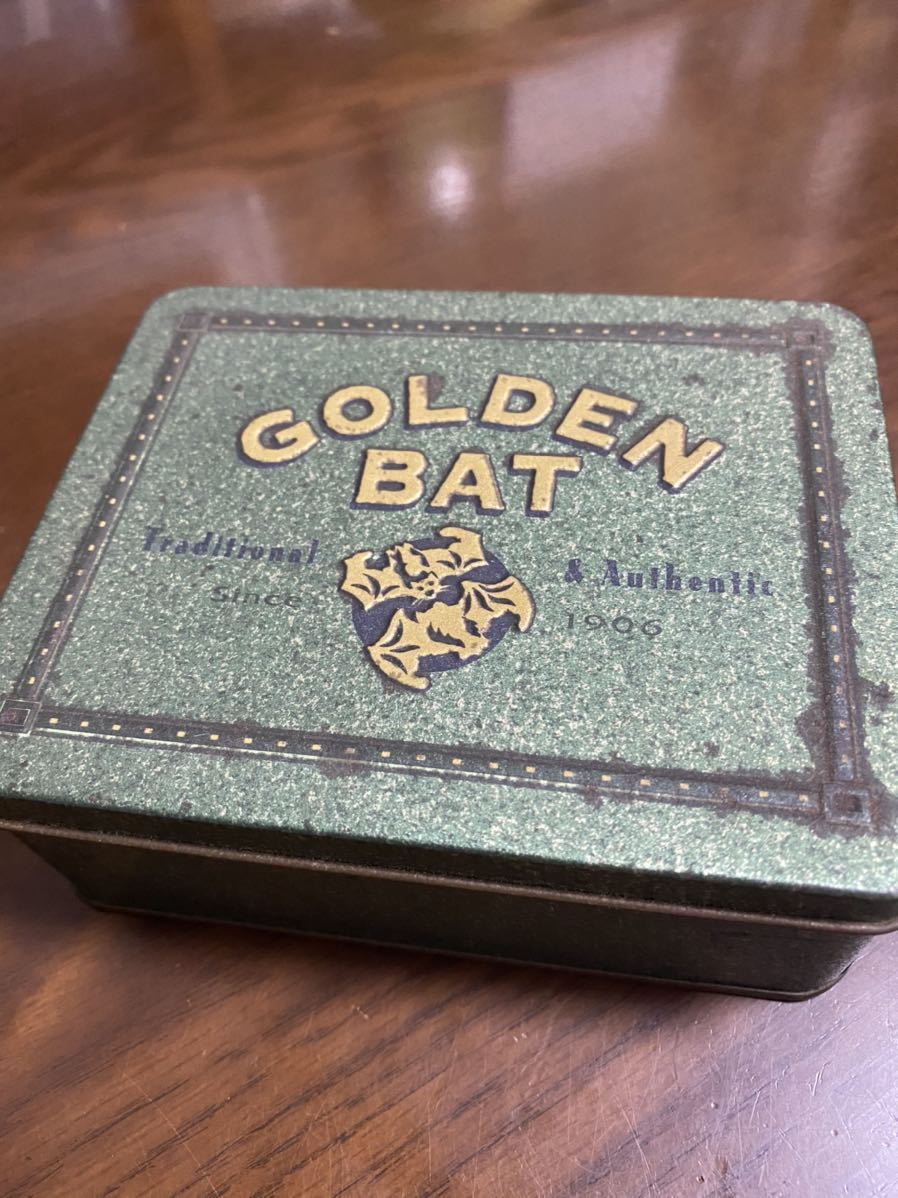 GOLDEN
BAT
Traditional & Authentic
Since 1906